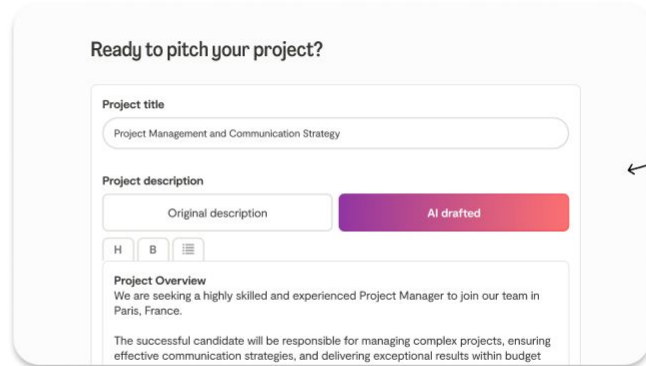 Ready to pitch your project?
Project title
Project Management and Communication Strategy
Project description
Original description
AI drafted
H B
Project Overview
We are seeking a highly skilled and experienced Project Manager to join our team in
Paris, France.
The successful candidate will be responsible for managing complex projects, ensuring
effective communication strategies, and delivering exceptional results within budget